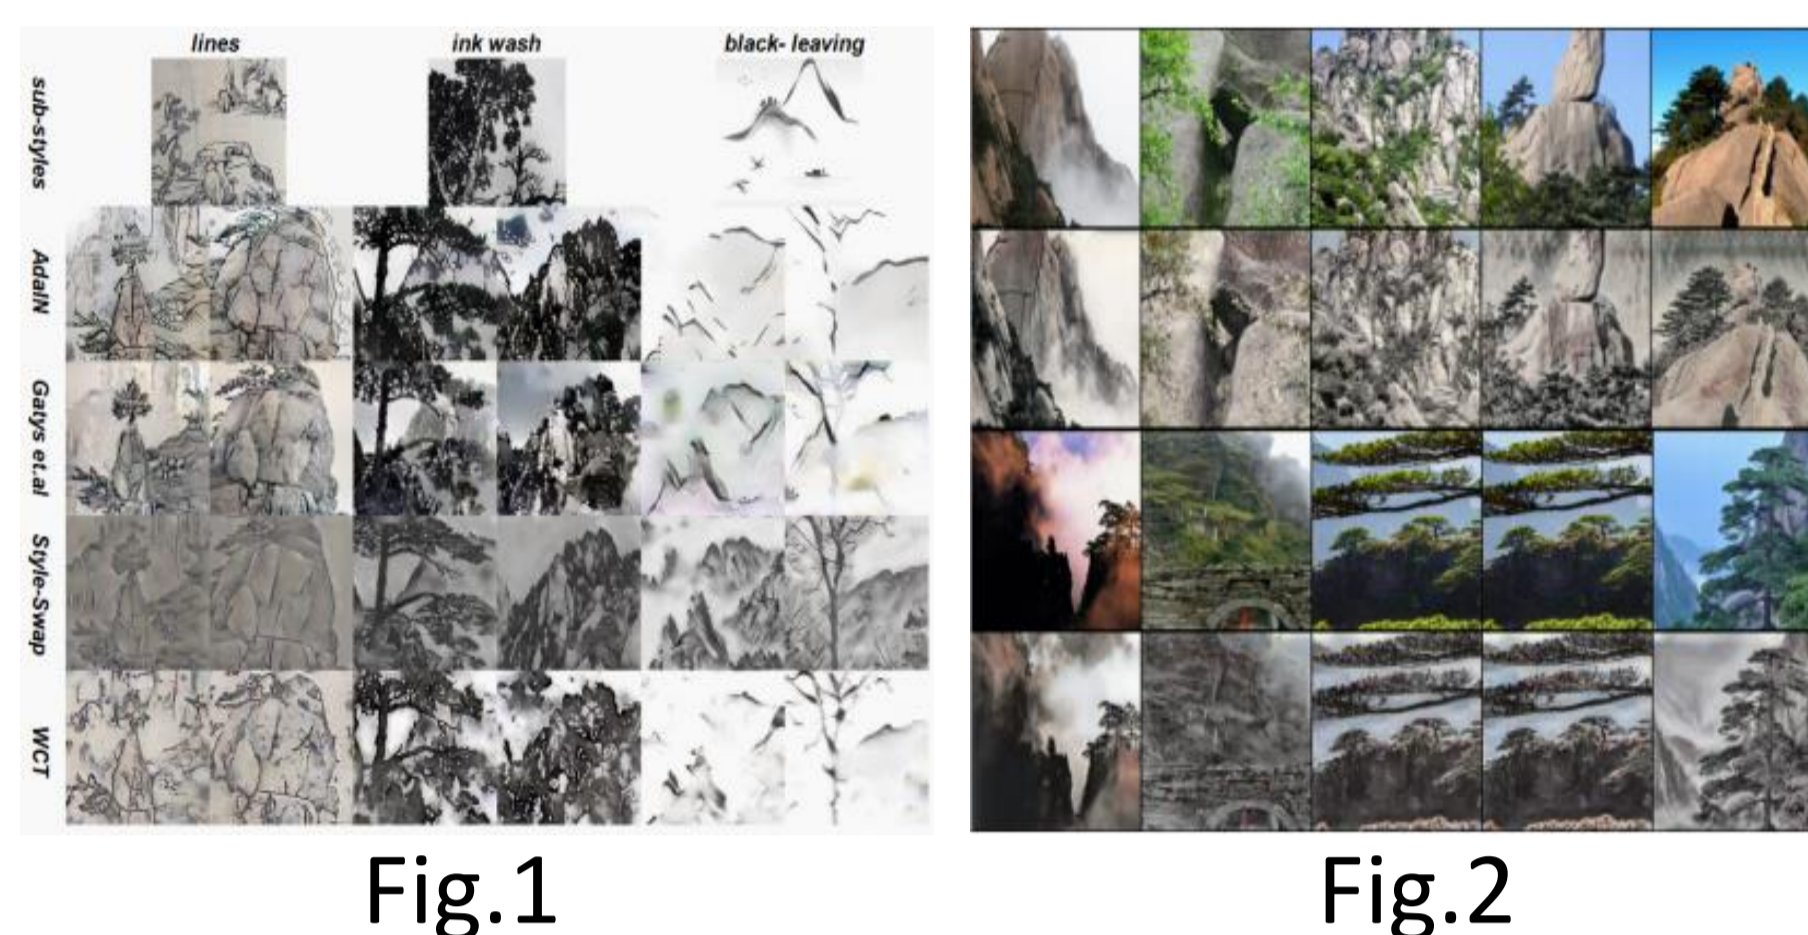 lines ink wash black- leaving
sub-styles
AdaIN
Gatys et.al
Style-Swap
WCT
Fig.1 Fig.2